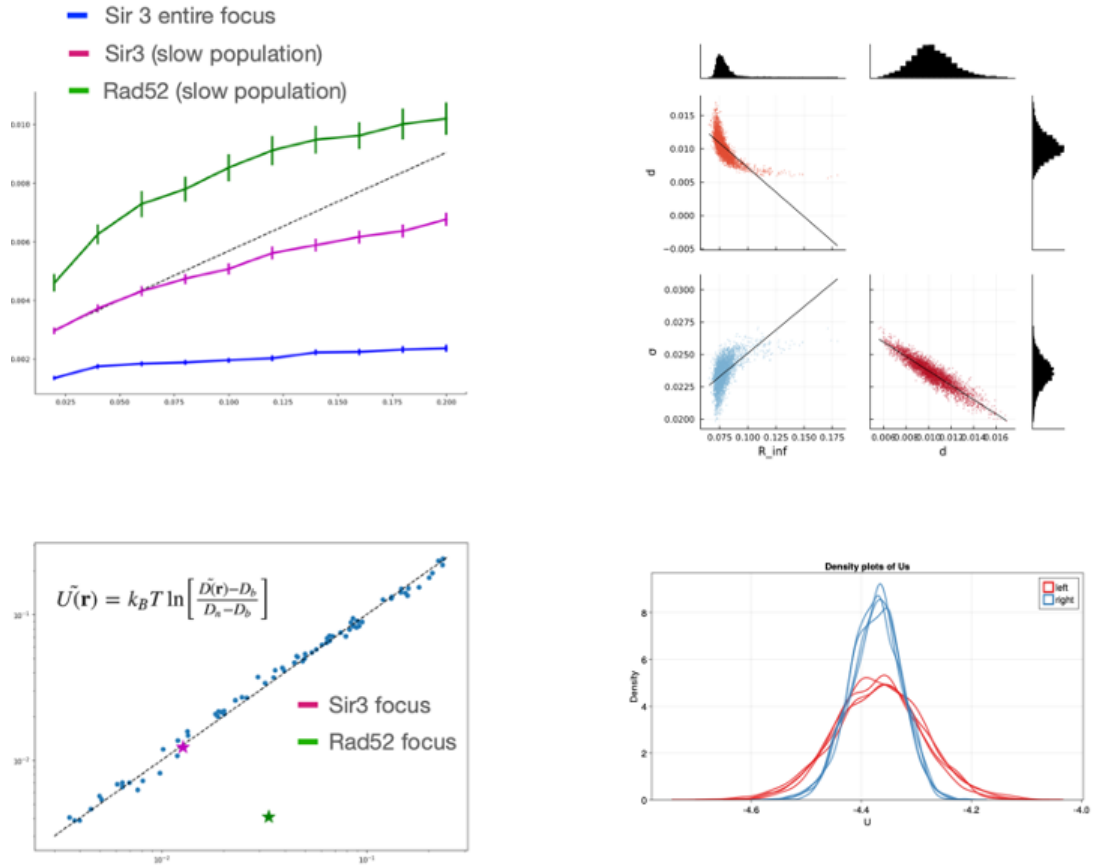 Sir 3 entire focus
Sir3 (slow population)
Rad52 (slow population)
0.010
0.008
0.006
0.004
0.002
0.025 0.050 0.075 0.100 0.125 0.150 0.175 0.200
0.015
0.010
0.005
0.000
−0.005
d
0.0300
0.0275
0.0250
0.0225
0.0200
σ
0.075 0.100 0.125 0.150 0.175
R_inf
0.006 0.008 0.010 0.012 0.014 0.016
d
Ũ(r) = k_B T ln[(D̃(r)−D_b)/(D_n−D_b)]
Sir3 focus
Rad52 focus
10⁻¹
10⁻²
10⁻² 10⁻¹
Density plots of Us
left
right
8
6
4
2
0
Density
-4.6 -4.4 -4.2 -4.0
U